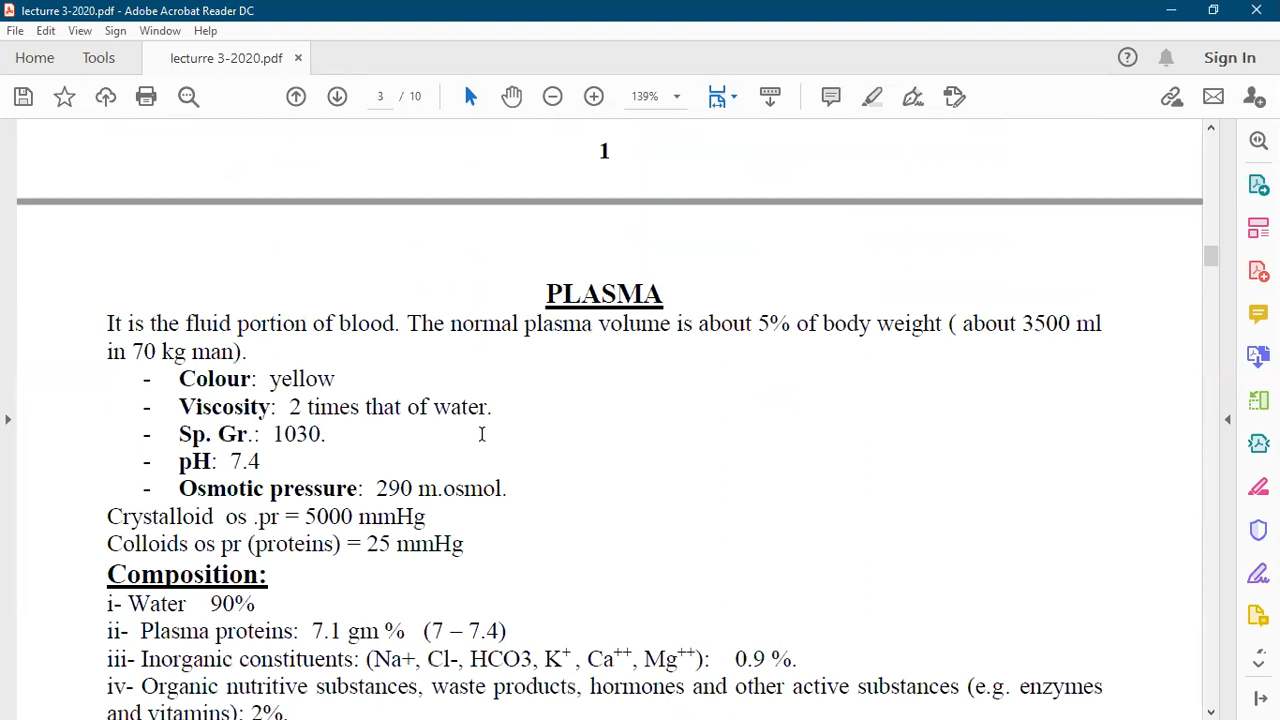 lecturre 3-2020.pdf - Adobe Acrobat Reader DC
File Edit View Sign Window Help
Home Tools lecturre 3-2020.pdf × Sign In
3 / 10 139%
1
PLASMA
It is the fluid portion of blood. The normal plasma volume is about 5% of body weight ( about 3500 ml
in 70 kg man).
- Colour: yellow
- Viscosity: 2 times that of water.
- Sp. Gr.: 1030.
- pH: 7.4
- Osmotic pressure: 290 m.osmol.
Crystalloid os .pr = 5000 mmHg
Colloids os pr (proteins) = 25 mmHg
Composition:
i- Water 90%
ii- Plasma proteins: 7.1 gm % (7 – 7.4)
iii- Inorganic constituents: (Na+, Cl-, HCO3, K⁺ , Ca⁺⁺, Mg⁺⁺): 0.9 %.
iv- Organic nutritive substances, waste products, hormones and other active substances (e.g. enzymes
and vitamins): 2%.